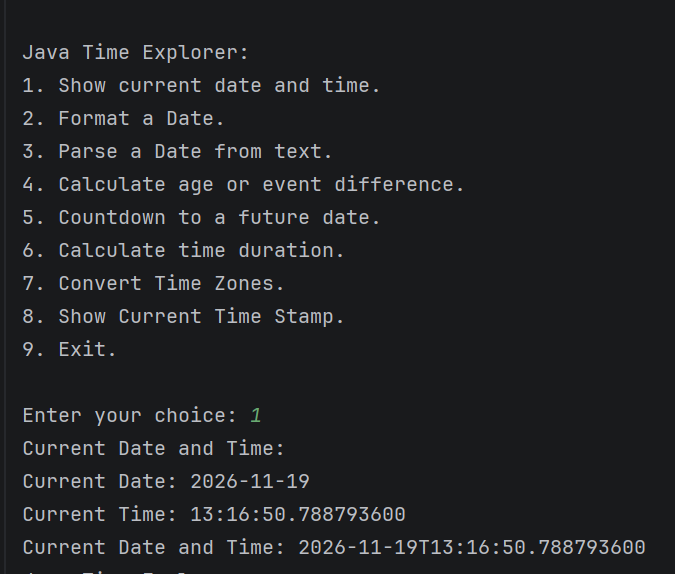 Java Time Explorer:
1. Show current date and time.
2. Format a Date.
3. Parse a Date from text.
4. Calculate age or event difference.
5. Countdown to a future date.
6. Calculate time duration.
7. Convert Time Zones.
8. Show Current Time Stamp.
9. Exit.
Enter your choice: 1
Current Date and Time:
Current Date: 2026-11-19
Current Time: 13:16:50.788793600
Current Date and Time: 2026-11-19T13:16:50.788793600